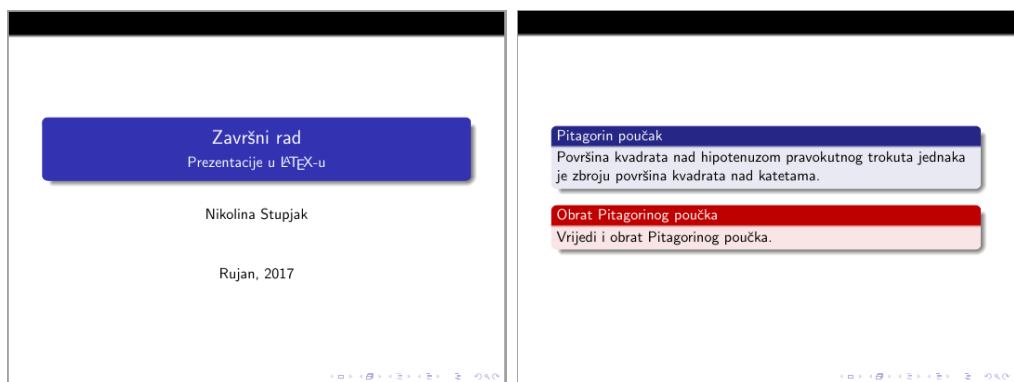 Završni rad
Prezentacije u LATEX-u
Nikolina Stupjak
Rujan, 2017
Pitagorin poučak
Površina kvadrata nad hipotenuzom pravokutnog trokuta jednaka
je zbroju površina kvadrata nad katetama.
Obrat Pitagorinog poučka
Vrijedi i obrat Pitagorinog poučka.